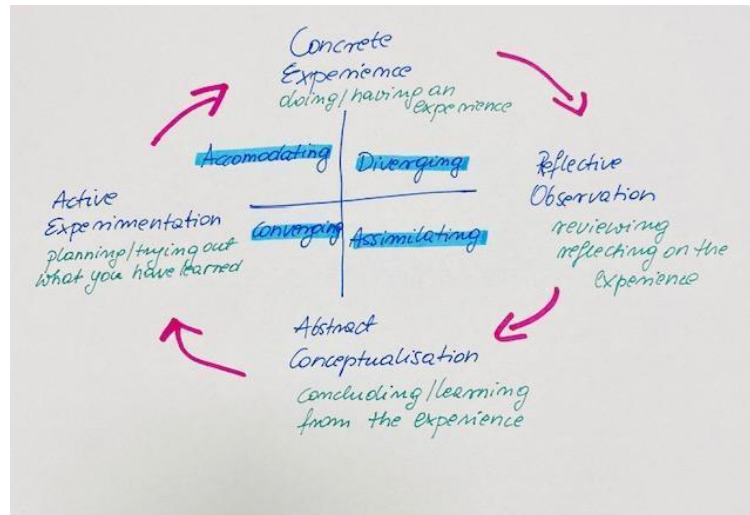 Concrete
Experience
doing/having an
experience
Accomodating
Diverging
Reflective
Observation
reviewing
reflecting on the
experience
Active
Experimentation
planning/trying out
what you have learned
Converging
Assimilating
Abstract
Conceptualisation
concluding/learning
from the experience